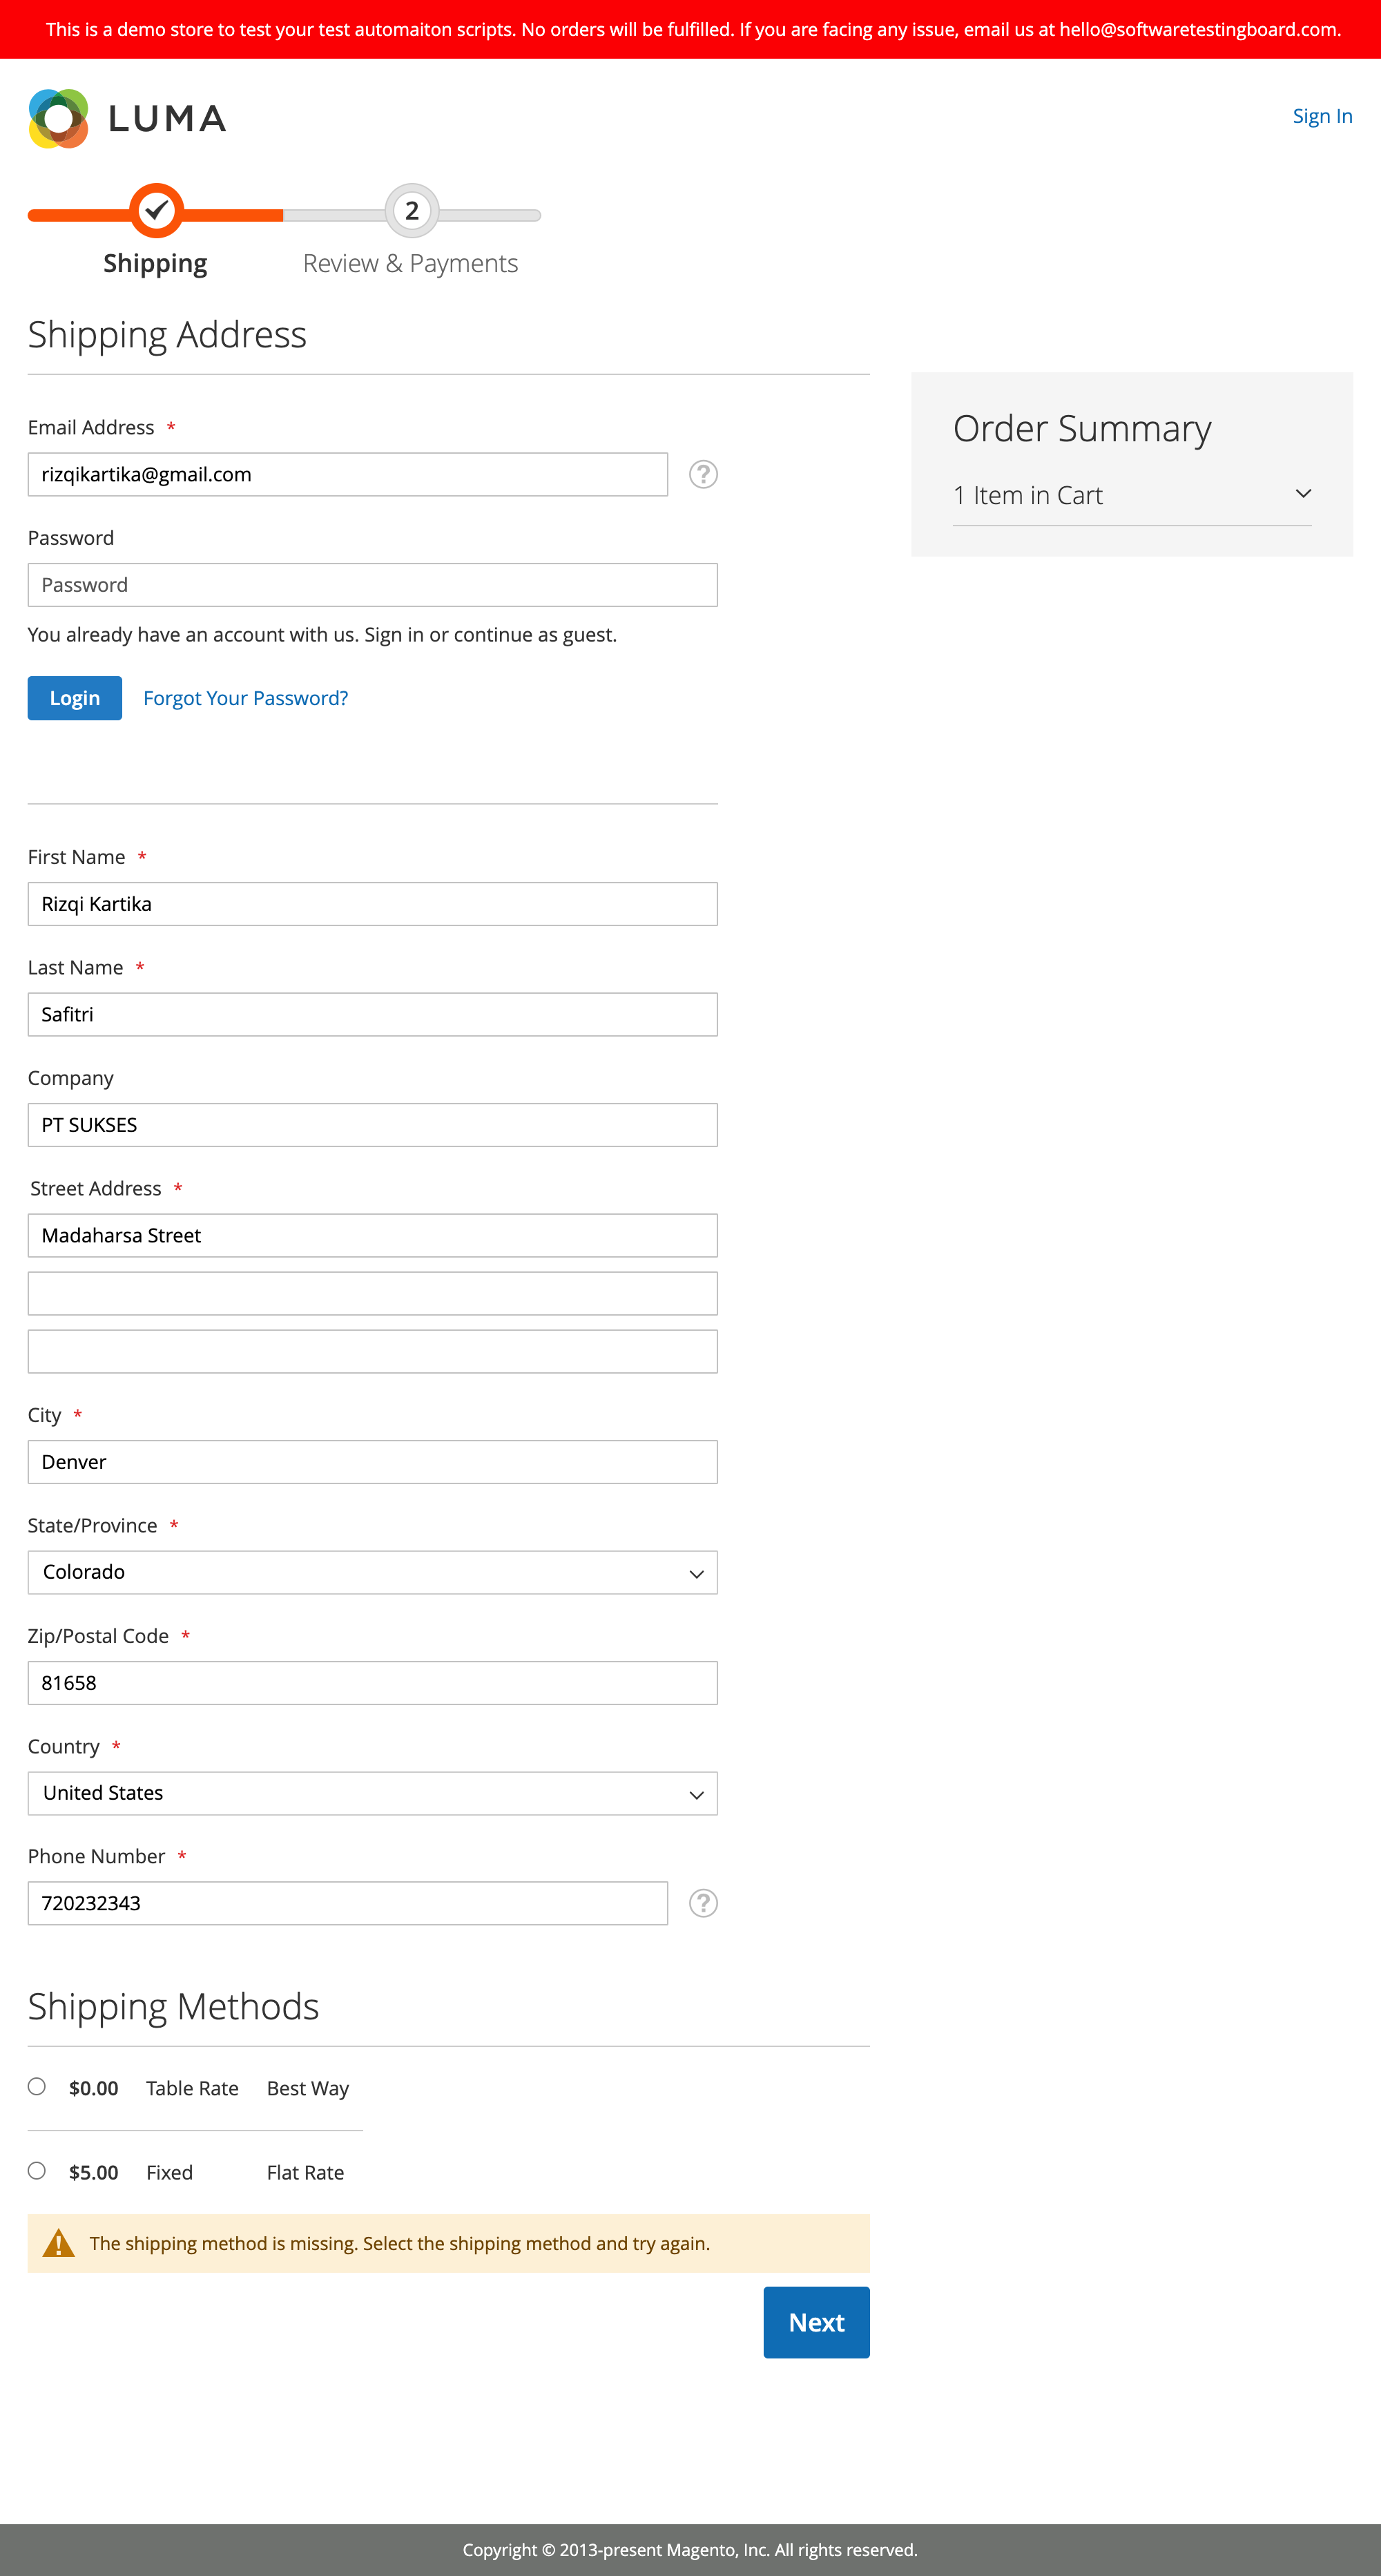 This is a demo store to test your test automaiton scripts. No orders will be fulfilled. If you are facing any issue, email us at hello@softwaretestingboard.com.
LUMA
Sign In
2
Shipping
Review & Payments
Shipping Address
Email Address *
rizqikartika@gmail.com
?
Password
Password
You already have an account with us. Sign in or continue as guest.
Login
Forgot Your Password?
First Name *
Rizqi Kartika
Last Name *
Safitri
Company
PT SUKSES
Street Address *
Madaharsa Street
City *
Denver
State/Province *
Colorado
Zip/Postal Code *
81658
Country *
United States
Phone Number *
720232343
?
Shipping Methods
$0.00 Table Rate Best Way
$5.00 Fixed Flat Rate
The shipping method is missing. Select the shipping method and try again.
Next
Order Summary
1 Item in Cart
Copyright © 2013-present Magento, Inc. All rights reserved.